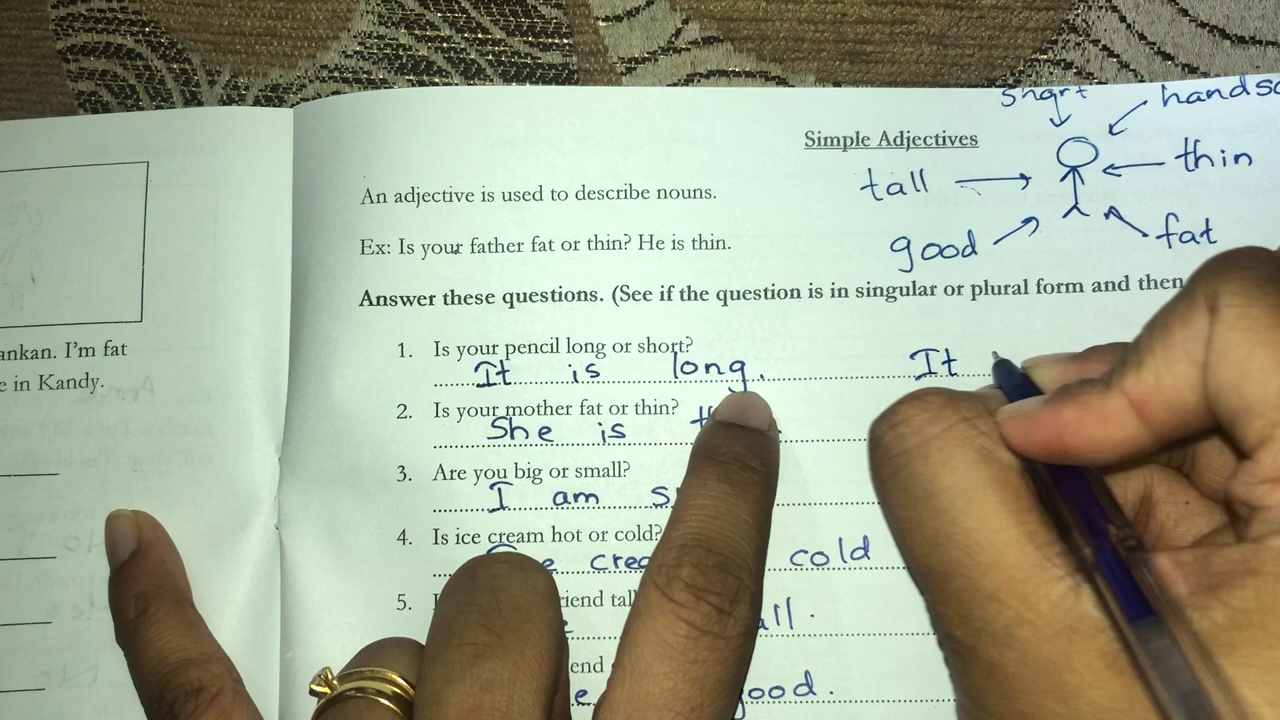 short handso
Simple Adjectives
tall thin
An adjective is used to describe nouns.
good fat
Ex: Is your father fat or thin? He is thin.
Answer these questions. (See if the question is in singular or plural form and then
ankan. I'm fat
e in Kandy.
1. Is your pencil long or short?
It is long. It
2. Is your mother fat or thin?
She is
3. Are you big or small?
I am
4. Is ice cream hot or cold?
cold
5. riend tal
all.
end
good.